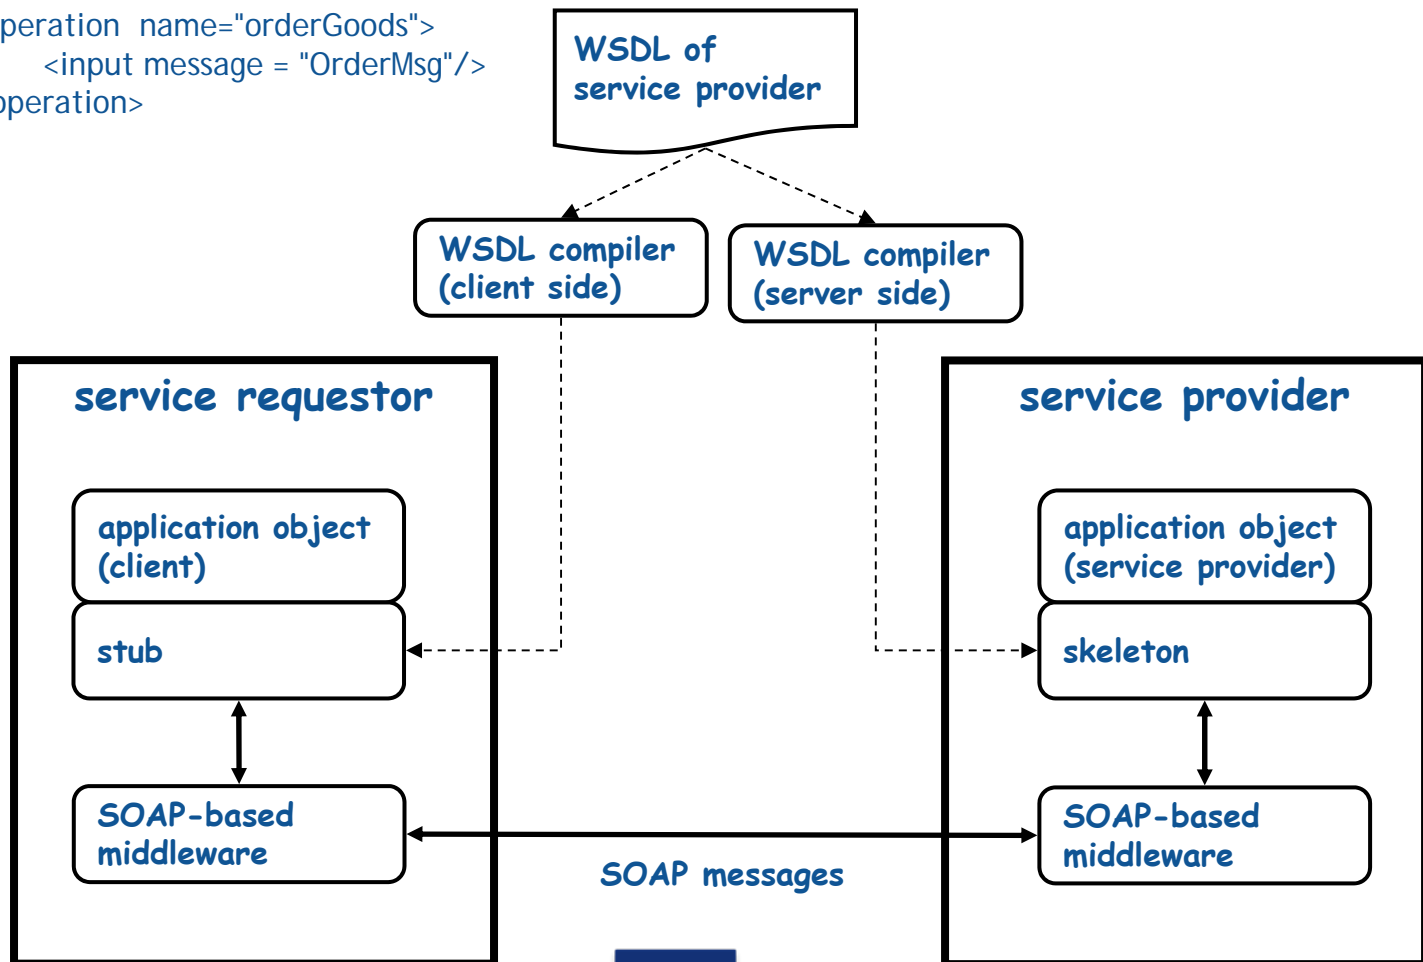 peration name="orderGoods">
<input message = "OrderMsg"/>
operation>
WSDL of
service provider
WSDL compiler
(client side)
WSDL compiler
(server side)
service requestor
service provider
application object
(client)
application object
(service provider)
stub
skeleton
SOAP-based
middleware
SOAP-based
middleware
SOAP messages